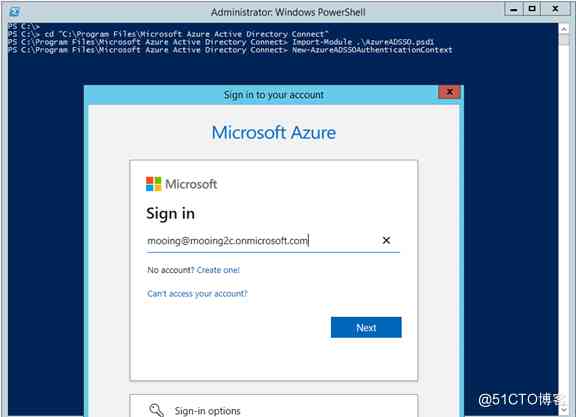 Administrator: Windows PowerShell
PS C:\>
PS C:\> cd "C:\Program Files\Microsoft Azure Active Directory Connect"
PS C:\Program Files\Microsoft Azure Active Directory Connect> Import-Module .\AzureADSSO.psd1
PS C:\Program Files\Microsoft Azure Active Directory Connect> New-AzureADSSOAuthenticationContext
Sign in to your account
Microsoft Azure
Microsoft
Sign in
mooing@mooing2c.onmicrosoft.com
No account? Create one!
Can't access your account?
Next
Sign-in options
@51CTO博客